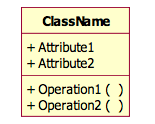 ClassName
+ Attribute1
+ Attribute2
+ Operation1 ( )
+ Operation2 ( )